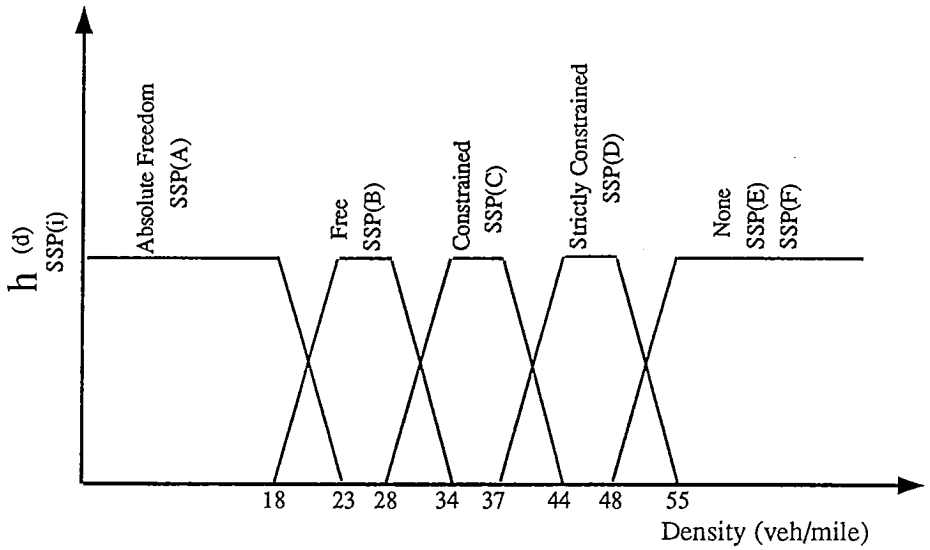 Absolute Freedom
SSP(A)
Free
SSP(B)
Constrained
SSP(C)
Strictly Constrained
SSP(D)
None
SSP(E)
SSP(F)
h (d)
SSP(i)
18 23 28 34 37 44 48 55
Density (veh/mile)